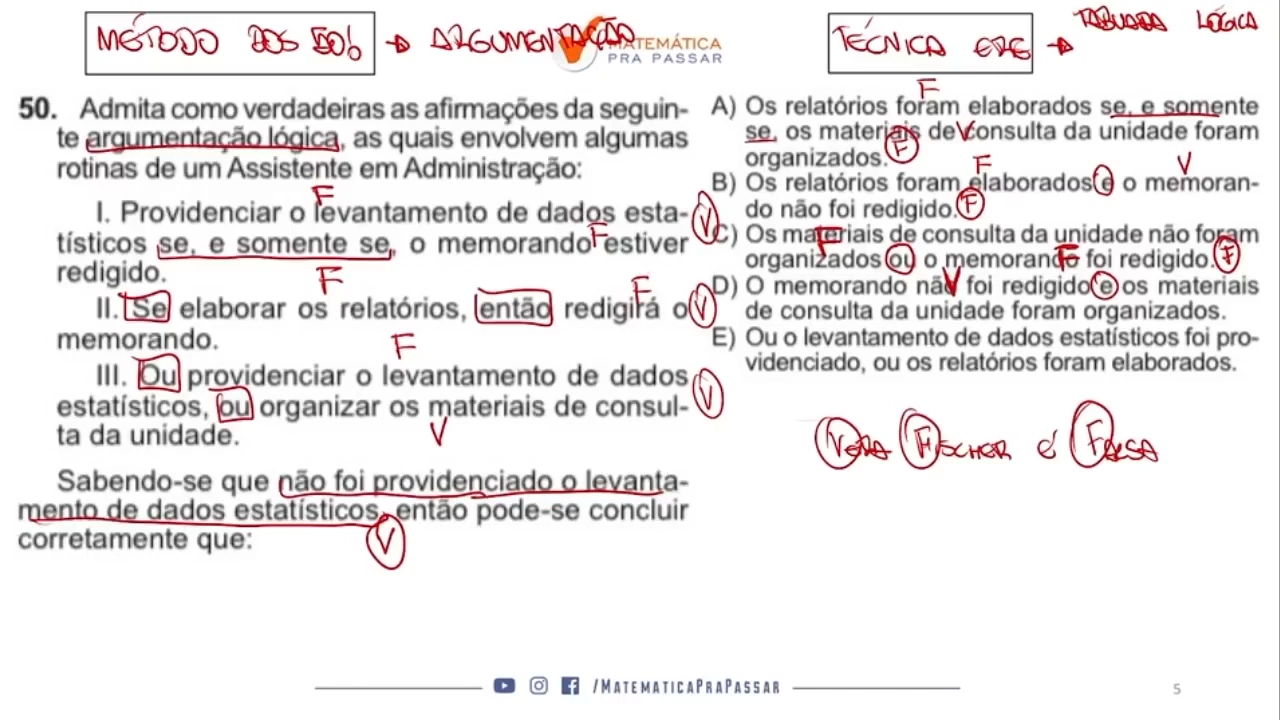 MÉTODO DOS 50! → ARGUMENTAÇÃO
MATEMÁTICA
PRA PASSAR
TÉCNICA → TABUADA LÓGICA
50. Admita como verdadeiras as afirmações da seguin-
te argumentação lógica, as quais envolvem algumas
rotinas de um Assistente em Administração:
F
I. Providenciar o levantamento de dados esta- V
tísticos se, e somente se, o memorando F estiver
redigido.
F F
II. Se elaborar os relatórios, então redigirá o V
memorando.
F
III. Ou providenciar o levantamento de dados V
estatísticos, ou organizar os materiais de consul-
ta da unidade. V
Sabendo-se que não foi providenciado o levanta-
mento de dados estatísticos, então pode-se concluir
corretamente que: V
F
A) Os relatórios foram elaborados se, e somente
se, os materiais de V consulta da unidade foram
organizados. F
F V
B) Os relatórios foram elaborados e o memoran-
do não foi redigido. F
C) Os materiais de consulta da unidade não foram
F F
organizados ou o memorando foi redigido. F
D) O memorando não V foi redigido e os materiais
de consulta da unidade foram organizados.
E) Ou o levantamento de dados estatísticos foi pro-
videnciado, ou os relatórios foram elaborados.
VERA FISCHER É FALSA
/MATEMATICAPRAPASSAR
5